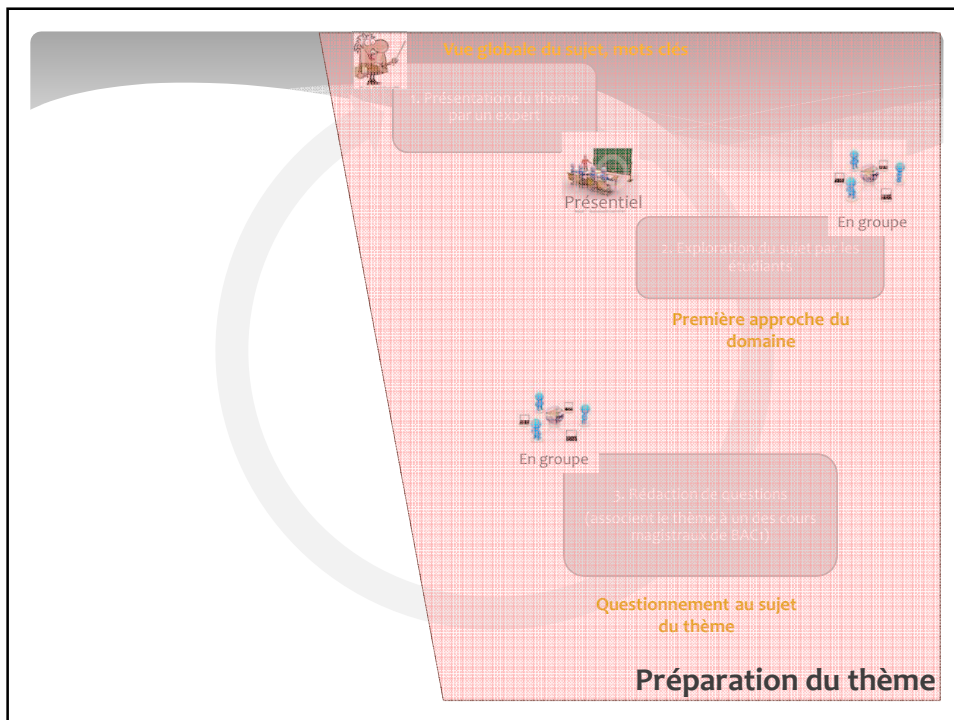 Vue globale du sujet, mots clés
1. Présentation du thème
par un expert
Présentiel
En groupe
2. Exploration du sujet par les
étudiants
Première approche du
domaine
En groupe
3. Rédaction de questions
(associent le thème à un des cours
magistraux de BAC1)
Questionnement au sujet
du thème
Préparation du thème